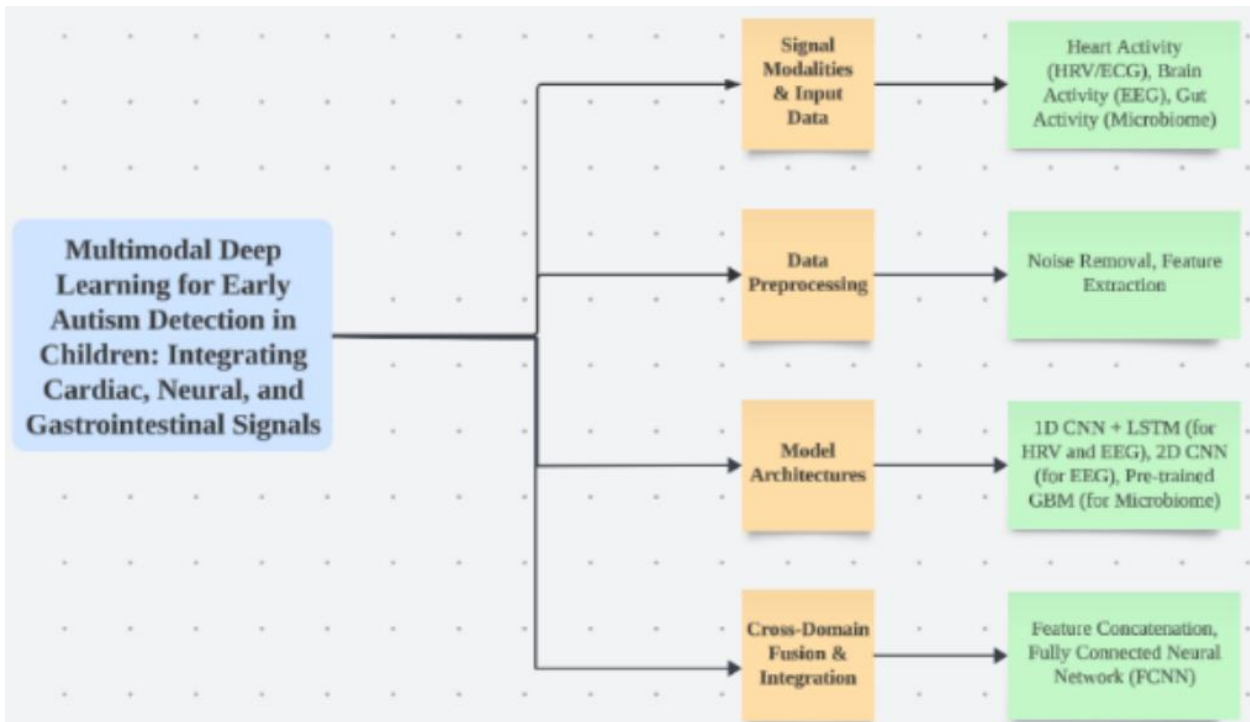 Multimodal Deep
Learning for Early
Autism Detection in
Children: Integrating
Cardiac, Neural, and
Gastrointestinal Signals
Signal
Modalities
& Input
Data
Heart Activity
(HRV/ECG), Brain
Activity (EEG), Gut
Activity (Microbiome)
Data
Preprocessing
Noise Removal, Feature
Extraction
Model
Architectures
1D CNN + LSTM (for
HRV and EEG), 2D CNN
(for EEG), Pre-trained
GBM (for Microbiome)
Cross-Domain
Fusion &
Integration
Feature Concatenation,
Fully Connected Neural
Network (FCNN)